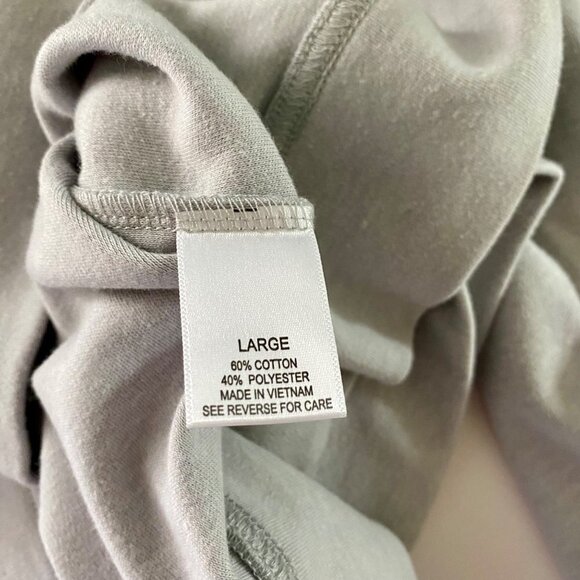 LARGE
60% COTTON
40% POLYESTER
MADE IN VIETNAM
SEE REVERSE FOR CARE